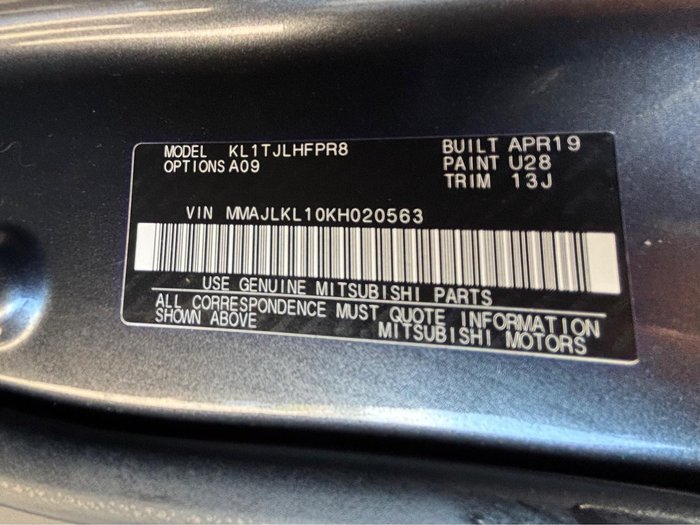 MODEL KL1TJLHFPR8 BUILT APR19
OPTIONS A09 PAINT U28
TRIM 13J
VIN MMAJLKL10KH020563
USE GENUINE MITSUBISHI PARTS
ALL CORRESPONDENCE MUST QUOTE INFORMATION
SHOWN ABOVE MITSUBISHI MOTORS